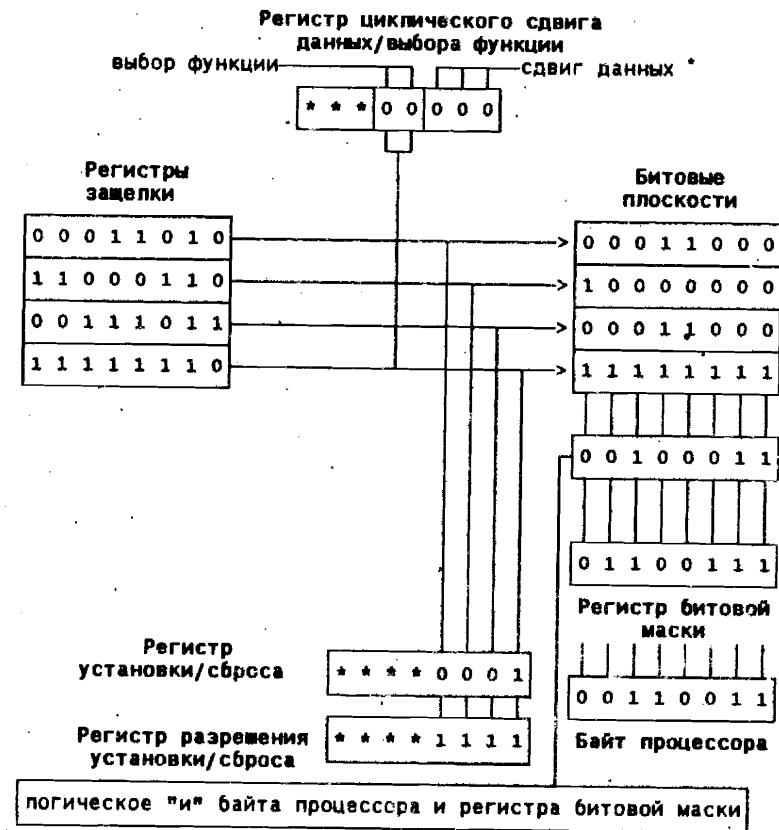 Регистр циклического сдвига
данных/выбора функции
выбор функции
сдвиг данных *
* * * 0 0 0 0 0
Регистры
защелки
Битовые
плоскости
0 0 0 1 1 0 1 0
> 0 0 0 1 1 0 0 0
1 1 0 0 0 1 1 0
> 1 0 0 0 0 0 0 0
0 0 1 1 1 0 1 1
> 0 0 0 1 1 0 0 0
1 1 1 1 1 1 1 0
> 1 1 1 1 1 1 1 1
0 0 1 0 0 0 1 1
0 1 1 0 0 1 1 1
Регистр битовой
маски
Регистр
установки/сброса
* * * * 0 0 0 1
0 0 1 1 0 0 1 1
Регистр разрешения
установки/сброса
* * * * 1 1 1 1
Байт процессора
логическое "и" байта процессора и регистра битовой маски